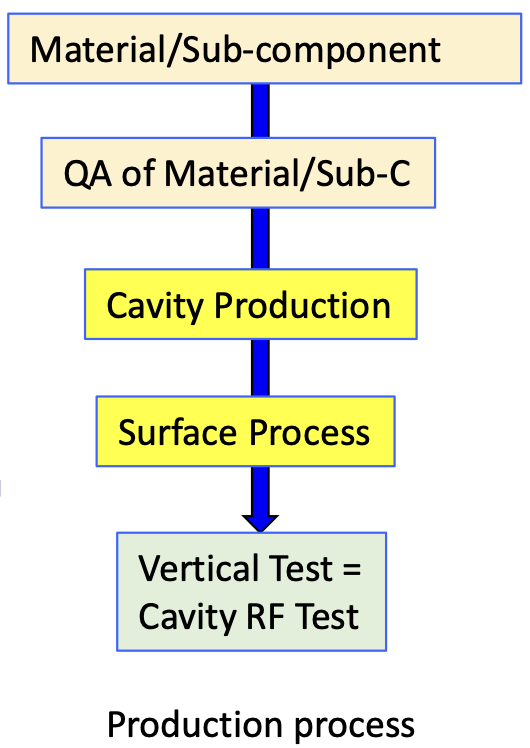 Material/Sub-component
QA of Material/Sub-C
Cavity Production
Surface Process
Vertical Test =
Cavity RF Test
Production process